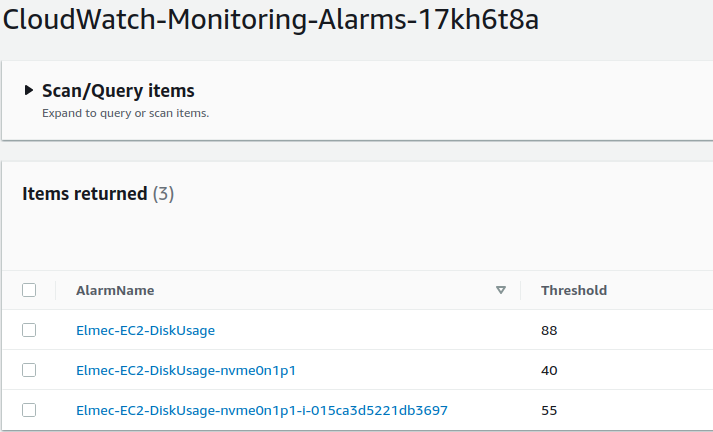 CloudWatch-Monitoring-Alarms-17kh6t8a
Scan/Query items
Expand to query or scan items.
Items returned (3)
AlarmName Threshold
Elmec-EC2-DiskUsage 88
Elmec-EC2-DiskUsage-nvme0n1p1 40
Elmec-EC2-DiskUsage-nvme0n1p1-i-015ca3d5221db3697 55